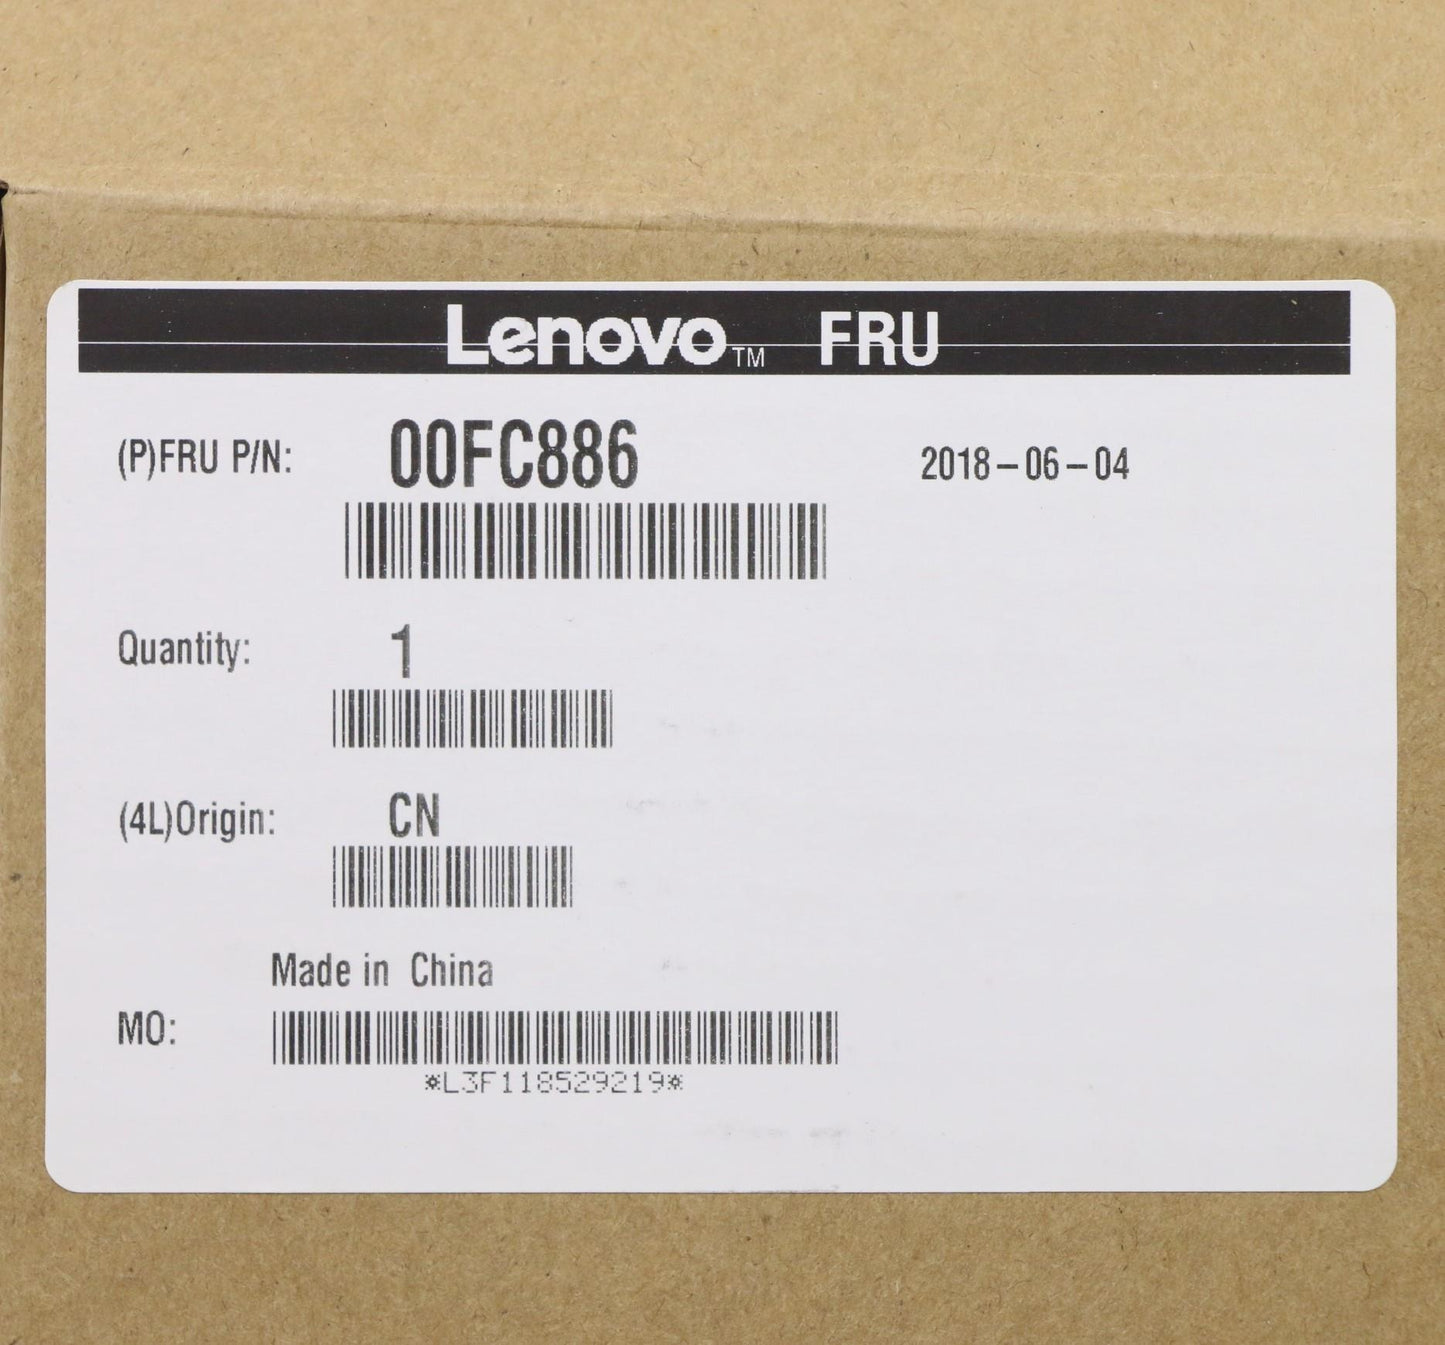 Lenovo™ FRU
(P)FRU P/N: 00FC886 2018-06-04
Quantity: 1
(4L)Origin: CN
Made in China
MO:
*L3F118529219*